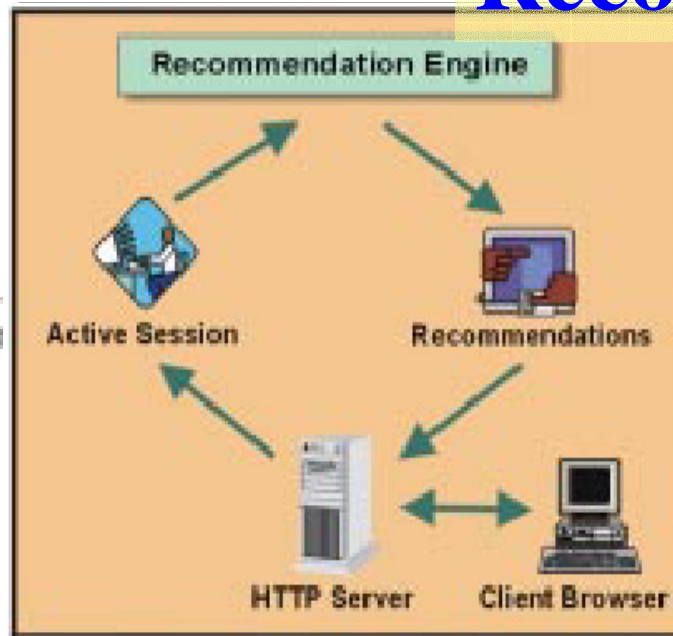 Recommendation Engine
Active Session
Recommendations
HTTP Server
Client Browser